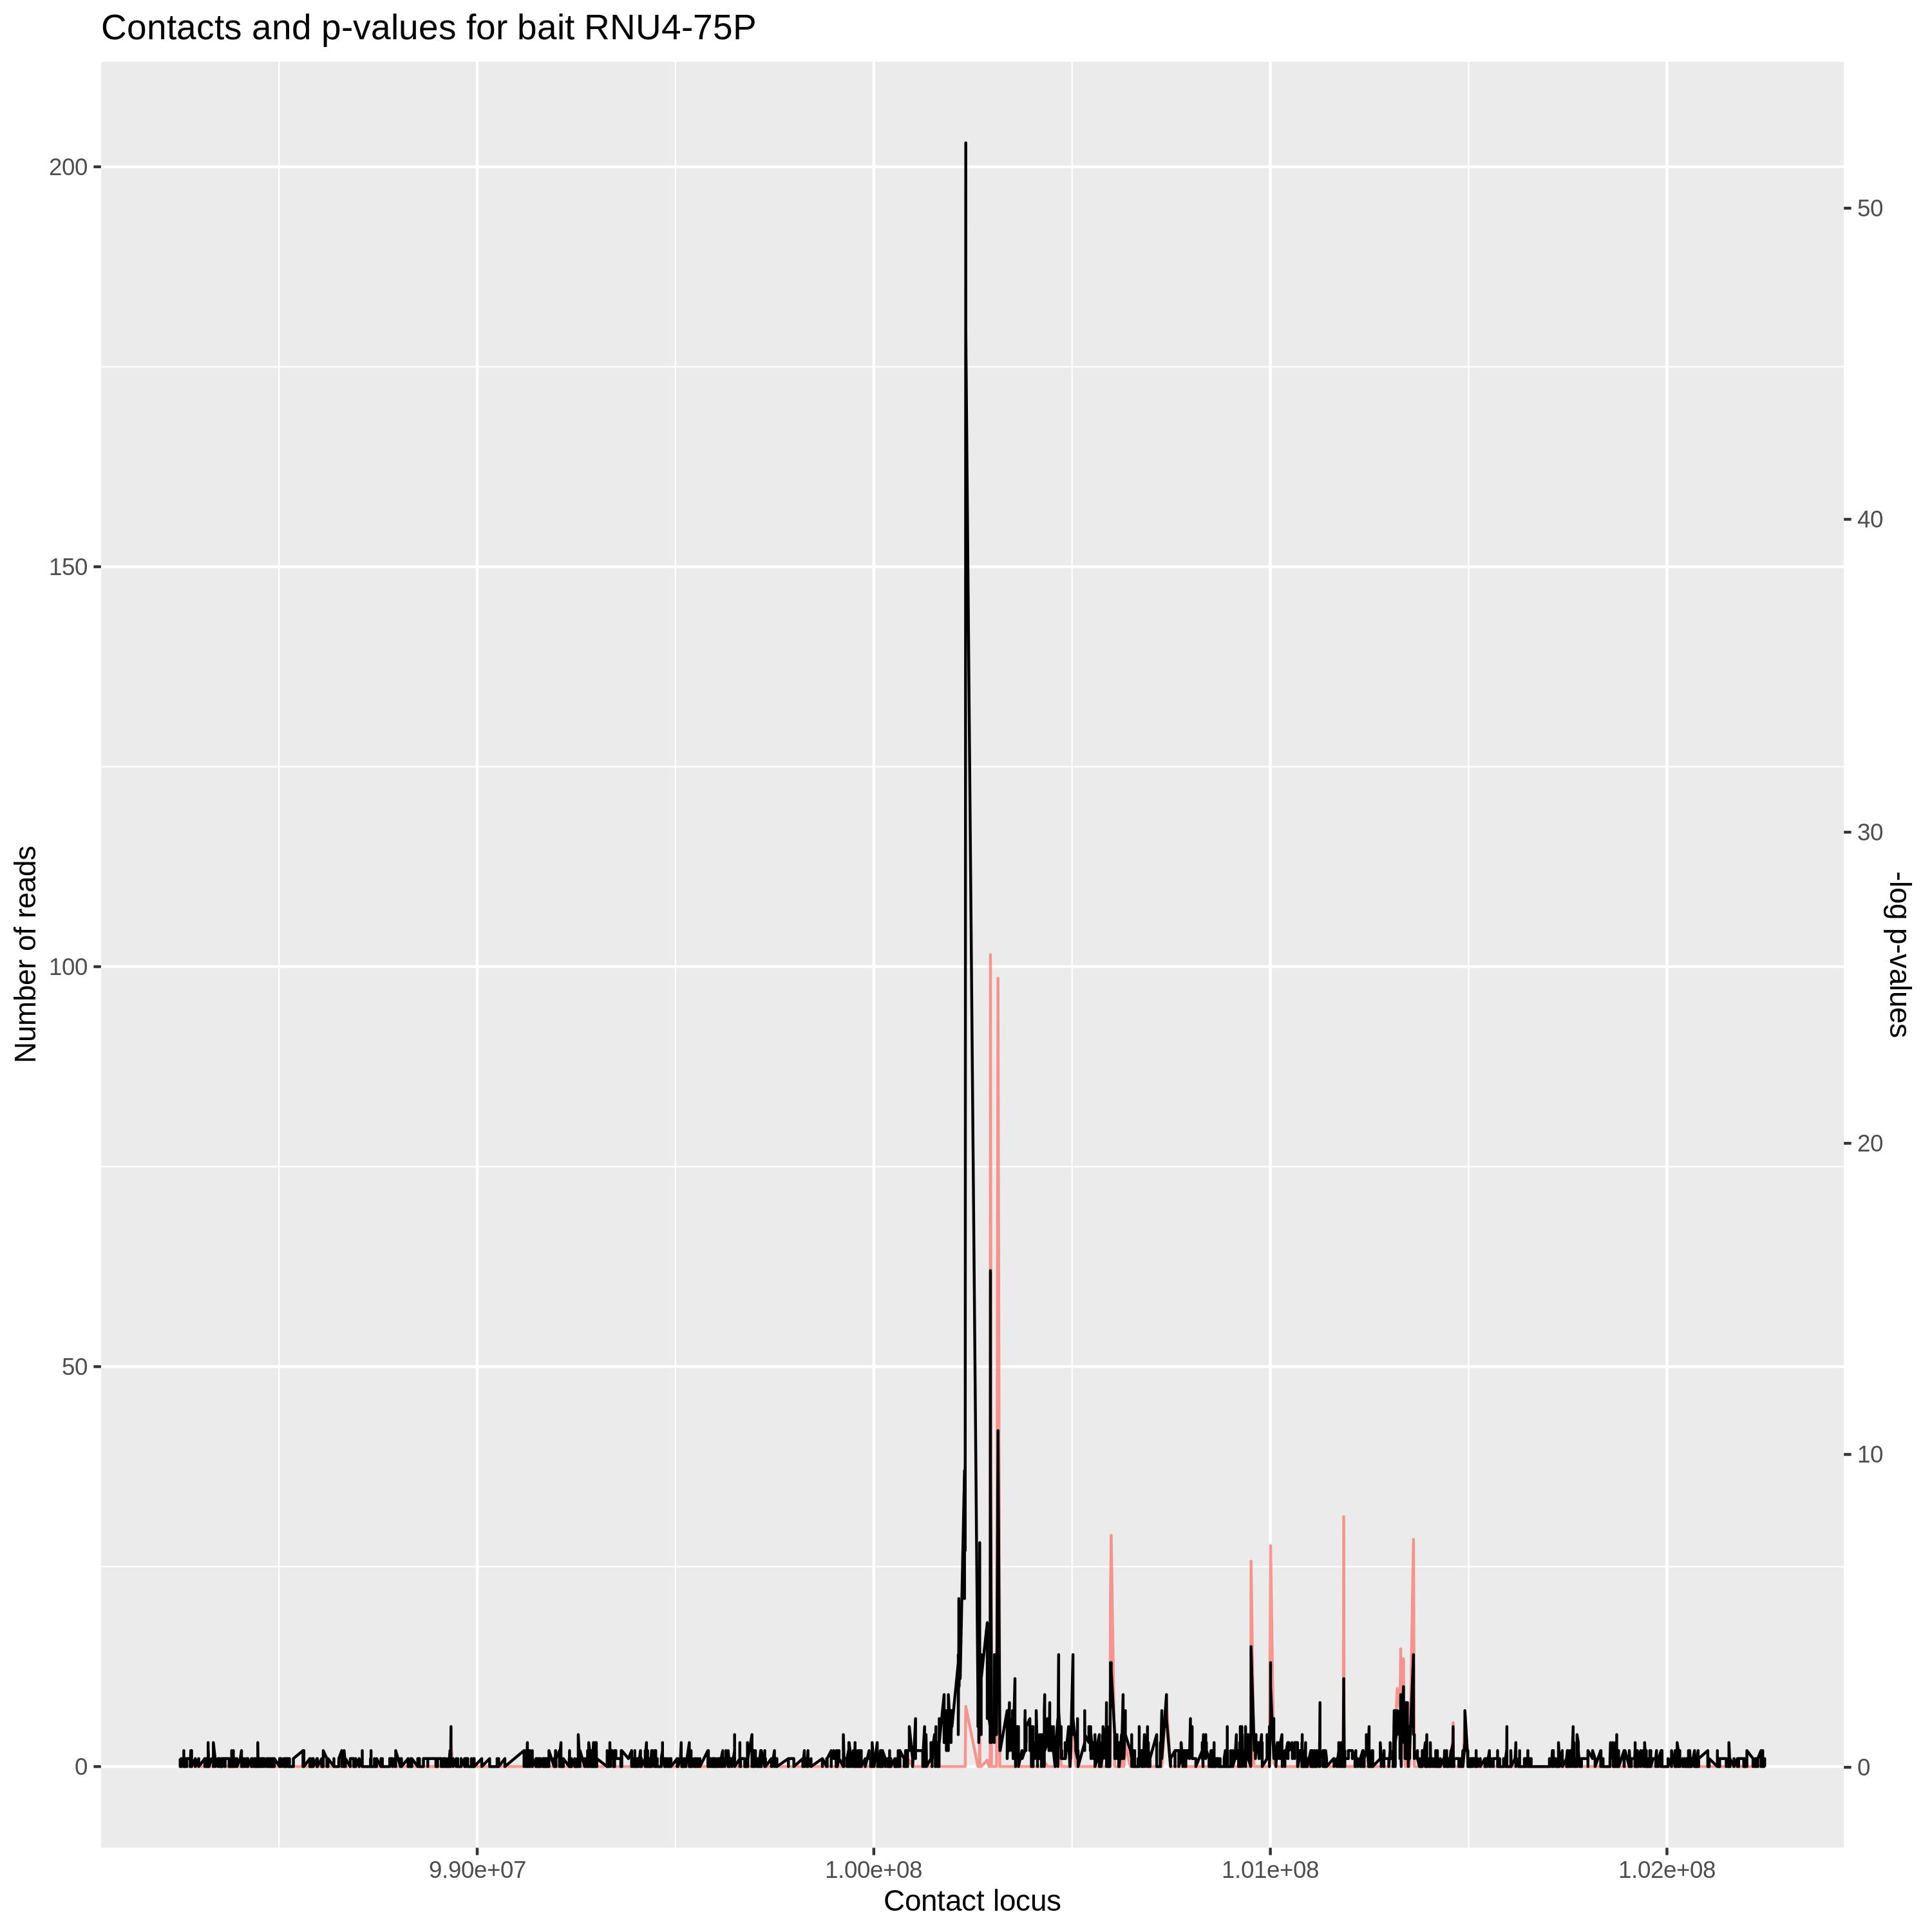 Contacts and p-values for bait RNU4-75P
200
150
100
50
0
Number of reads
50
40
30
20
10
0
-log p-values
9.90e+07
1.00e+08
1.01e+08
1.02e+08
Contact locus